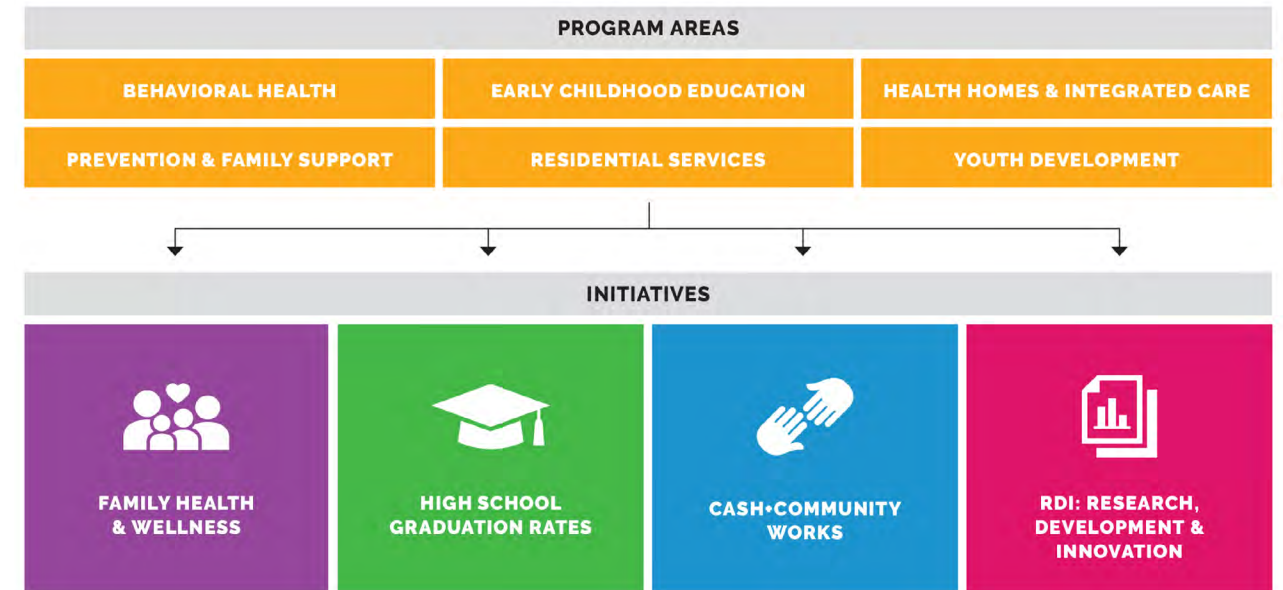 PROGRAM AREAS
BEHAVIORAL HEALTH
EARLY CHILDHOOD EDUCATION
HEALTH HOMES & INTEGRATED CARE
PREVENTION & FAMILY SUPPORT
RESIDENTIAL SERVICES
YOUTH DEVELOPMENT
INITIATIVES
FAMILY HEALTH
& WELLNESS
HIGH SCHOOL
GRADUATION RATES
CASH+COMMUNITY
WORKS
RDI: RESEARCH,
DEVELOPMENT &
INNOVATION